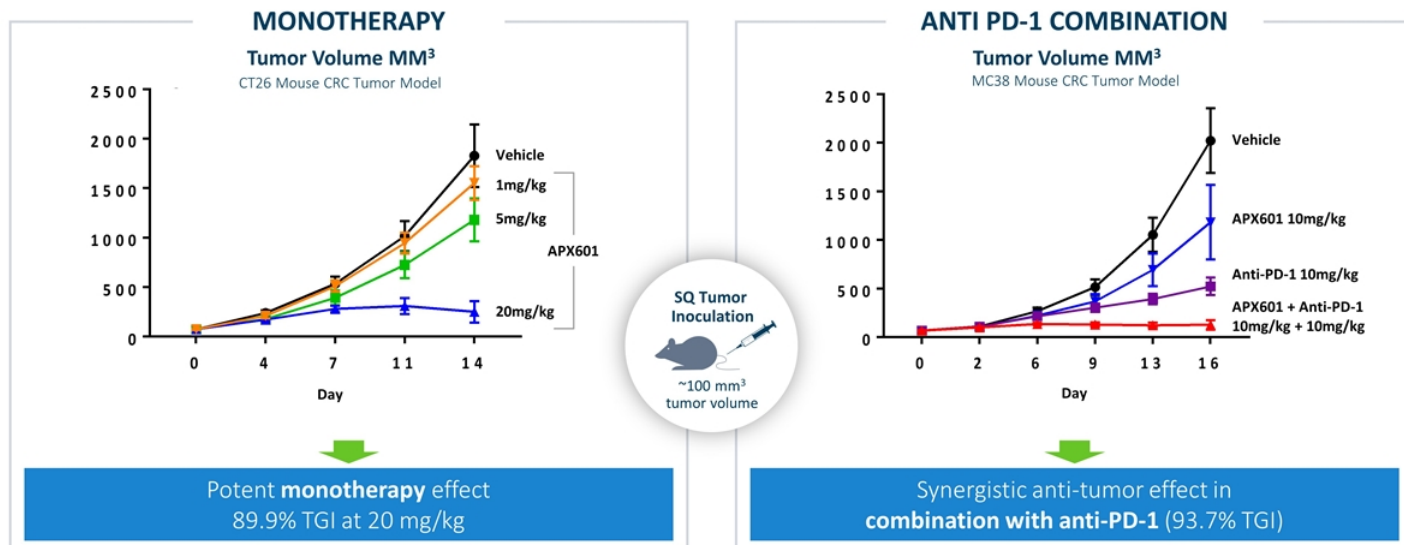 MONOTHERAPY
Tumor Volume MM³
CT26 Mouse CRC Tumor Model
2500
2000
1500
1000
500
0
0 4 7 11 14
Day
Vehicle
1mg/kg
5mg/kg
APX601
20mg/kg
Potent monotherapy effect
89.9% TGI at 20 mg/kg
SQ Tumor
Inoculation
~100 mm³
tumor volume
ANTI PD-1 COMBINATION
Tumor Volume MM³
MC38 Mouse CRC Tumor Model
2500
2000
1500
1000
500
0
0 2 6 9 13 16
Day
Vehicle
APX601 10mg/kg
Anti-PD-1 10mg/kg
APX601 + Anti-PD-1
10mg/kg + 10mg/kg
Synergistic anti-tumor effect in
combination with anti-PD-1 (93.7% TGI)